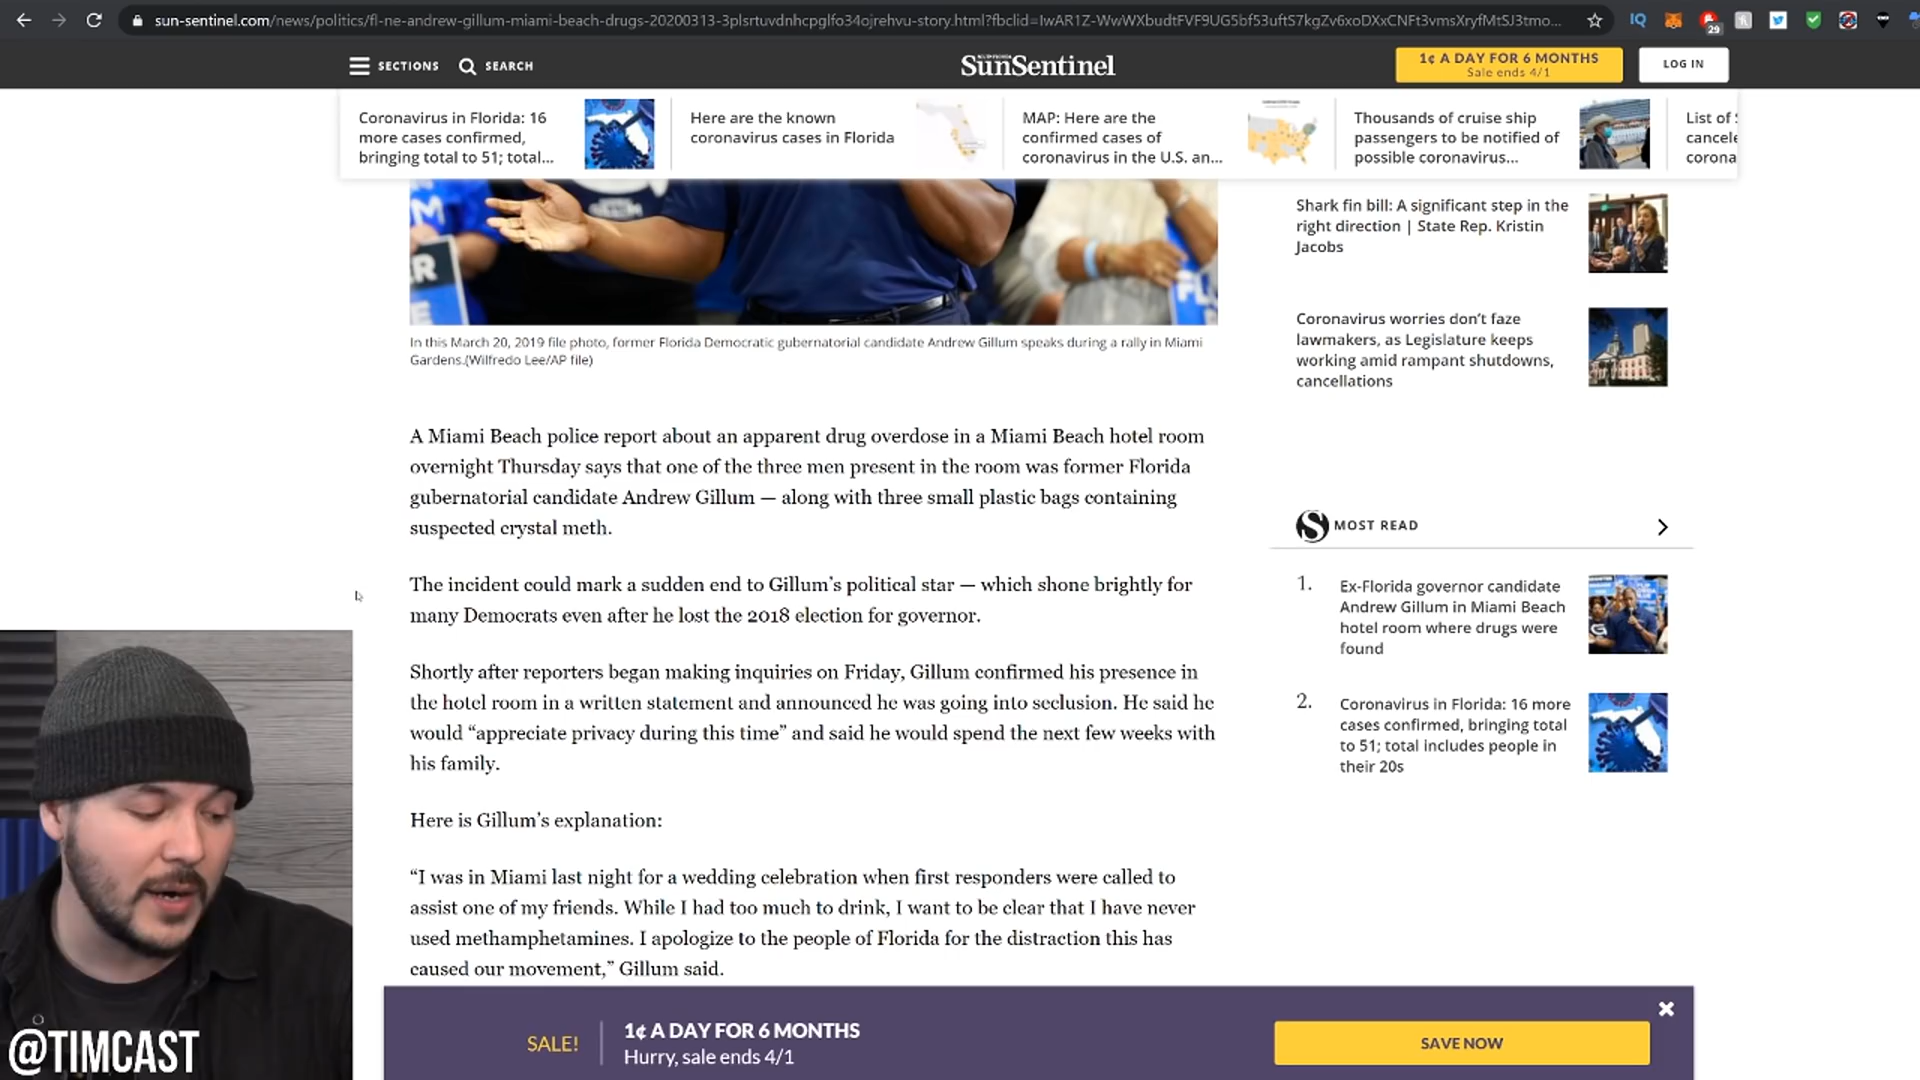 sun-sentinel.com/news/politics/fl-ne-andrew-gillum-miami-beach-drugs-20200313-3plsrtuvdnhcpglfo34ojrehvu-story.html?fbclid=IwAR1Z-WwWXbudtFVF9UG5bf53uftS7kgZv6xoDXxCNFt3vmsXryfMtSJ3tmo...
29
SECTIONS
SEARCH
SunSentinel
1¢ A DAY FOR 6 MONTHS
Sale ends 4/1
LOG IN
Coronavirus in Florida: 16
more cases confirmed,
bringing total to 51; total...
Here are the known
coronavirus cases in Florida
MAP: Here are the
confirmed cases of
coronavirus in the U.S. an...
Thousands of cruise ship
passengers to be notified of
possible coronavirus...
List of
cancele
corona
In this March 20, 2019 file photo, former Florida Democratic gubernatorial candidate Andrew Gillum speaks during a rally in Miami
Gardens.(Wilfredo Lee/AP file)
A Miami Beach police report about an apparent drug overdose in a Miami Beach hotel room
overnight Thursday says that one of the three men present in the room was former Florida
gubernatorial candidate Andrew Gillum — along with three small plastic bags containing
suspected crystal meth.
The incident could mark a sudden end to Gillum’s political star — which shone brightly for
many Democrats even after he lost the 2018 election for governor.
Shortly after reporters began making inquiries on Friday, Gillum confirmed his presence in
the hotel room in a written statement and announced he was going into seclusion. He said he
would “appreciate privacy during this time” and said he would spend the next few weeks with
his family.
Here is Gillum’s explanation:
“I was in Miami last night for a wedding celebration when first responders were called to
assist one of my friends. While I had too much to drink, I want to be clear that I have never
used methamphetamines. I apologize to the people of Florida for the distraction this has
caused our movement,” Gillum said.
Shark fin bill: A significant step in the
right direction | State Rep. Kristin
Jacobs
Coronavirus worries don’t faze
lawmakers, as Legislature keeps
working amid rampant shutdowns,
cancellations
MOST READ
1.
Ex-Florida governor candidate
Andrew Gillum in Miami Beach
hotel room where drugs were
found
2.
Coronavirus in Florida: 16 more
cases confirmed, bringing total
to 51; total includes people in
their 20s
SALE!
1¢ A DAY FOR 6 MONTHS
Hurry, sale ends 4/1
SAVE NOW
@TIMCAST